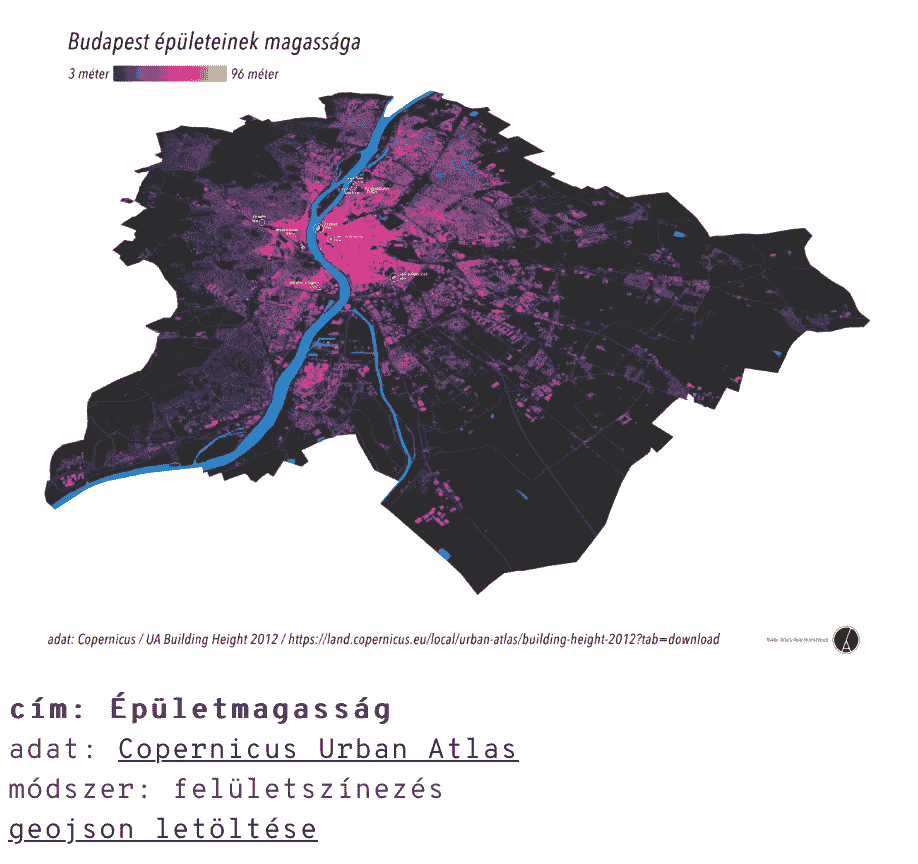 Budapest épületeinek magassága
3 méter 96 méter
adat: Copernicus / UA Building Height 2012 / https://land.copernicus.eu/local/urban-atlas/building-height-2012?tab=download
cím: Épületmagasság
adat: Copernicus Urban Atlas
módszer: felületszínezés
geojson letöltése